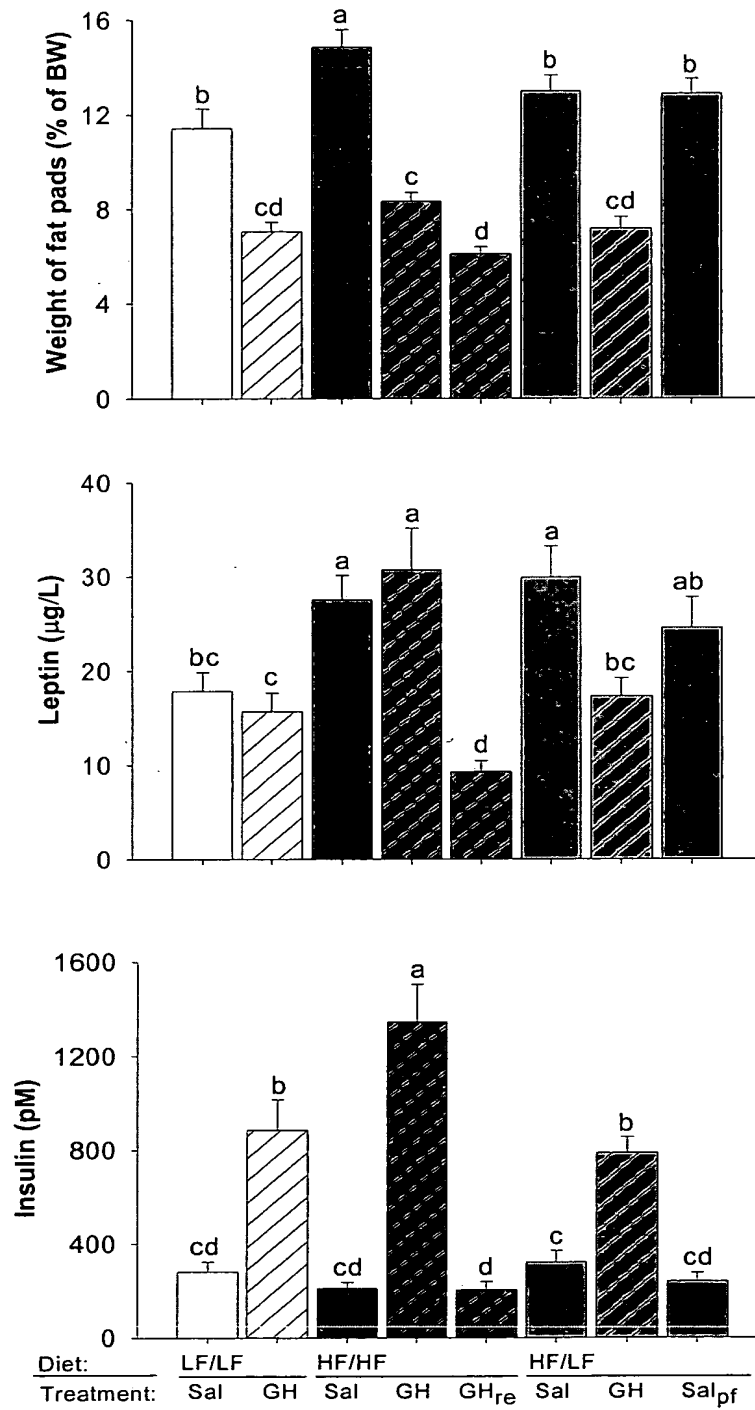 Weight of fat pads (% of BW)
16
12
8
4
0
b
cd
a
c
d
b
cd
b
Leptin (µg/L)
40
30
20
10
0
bc
c
a
a
d
a
bc
ab
Insulin (pM)
1600
1200
800
400
0
cd
b
cd
a
d
c
b
cd
Diet: LF/LF HF/HF HF/LF
Treatment: Sal GH Sal GH GHre Sal GH Salpf